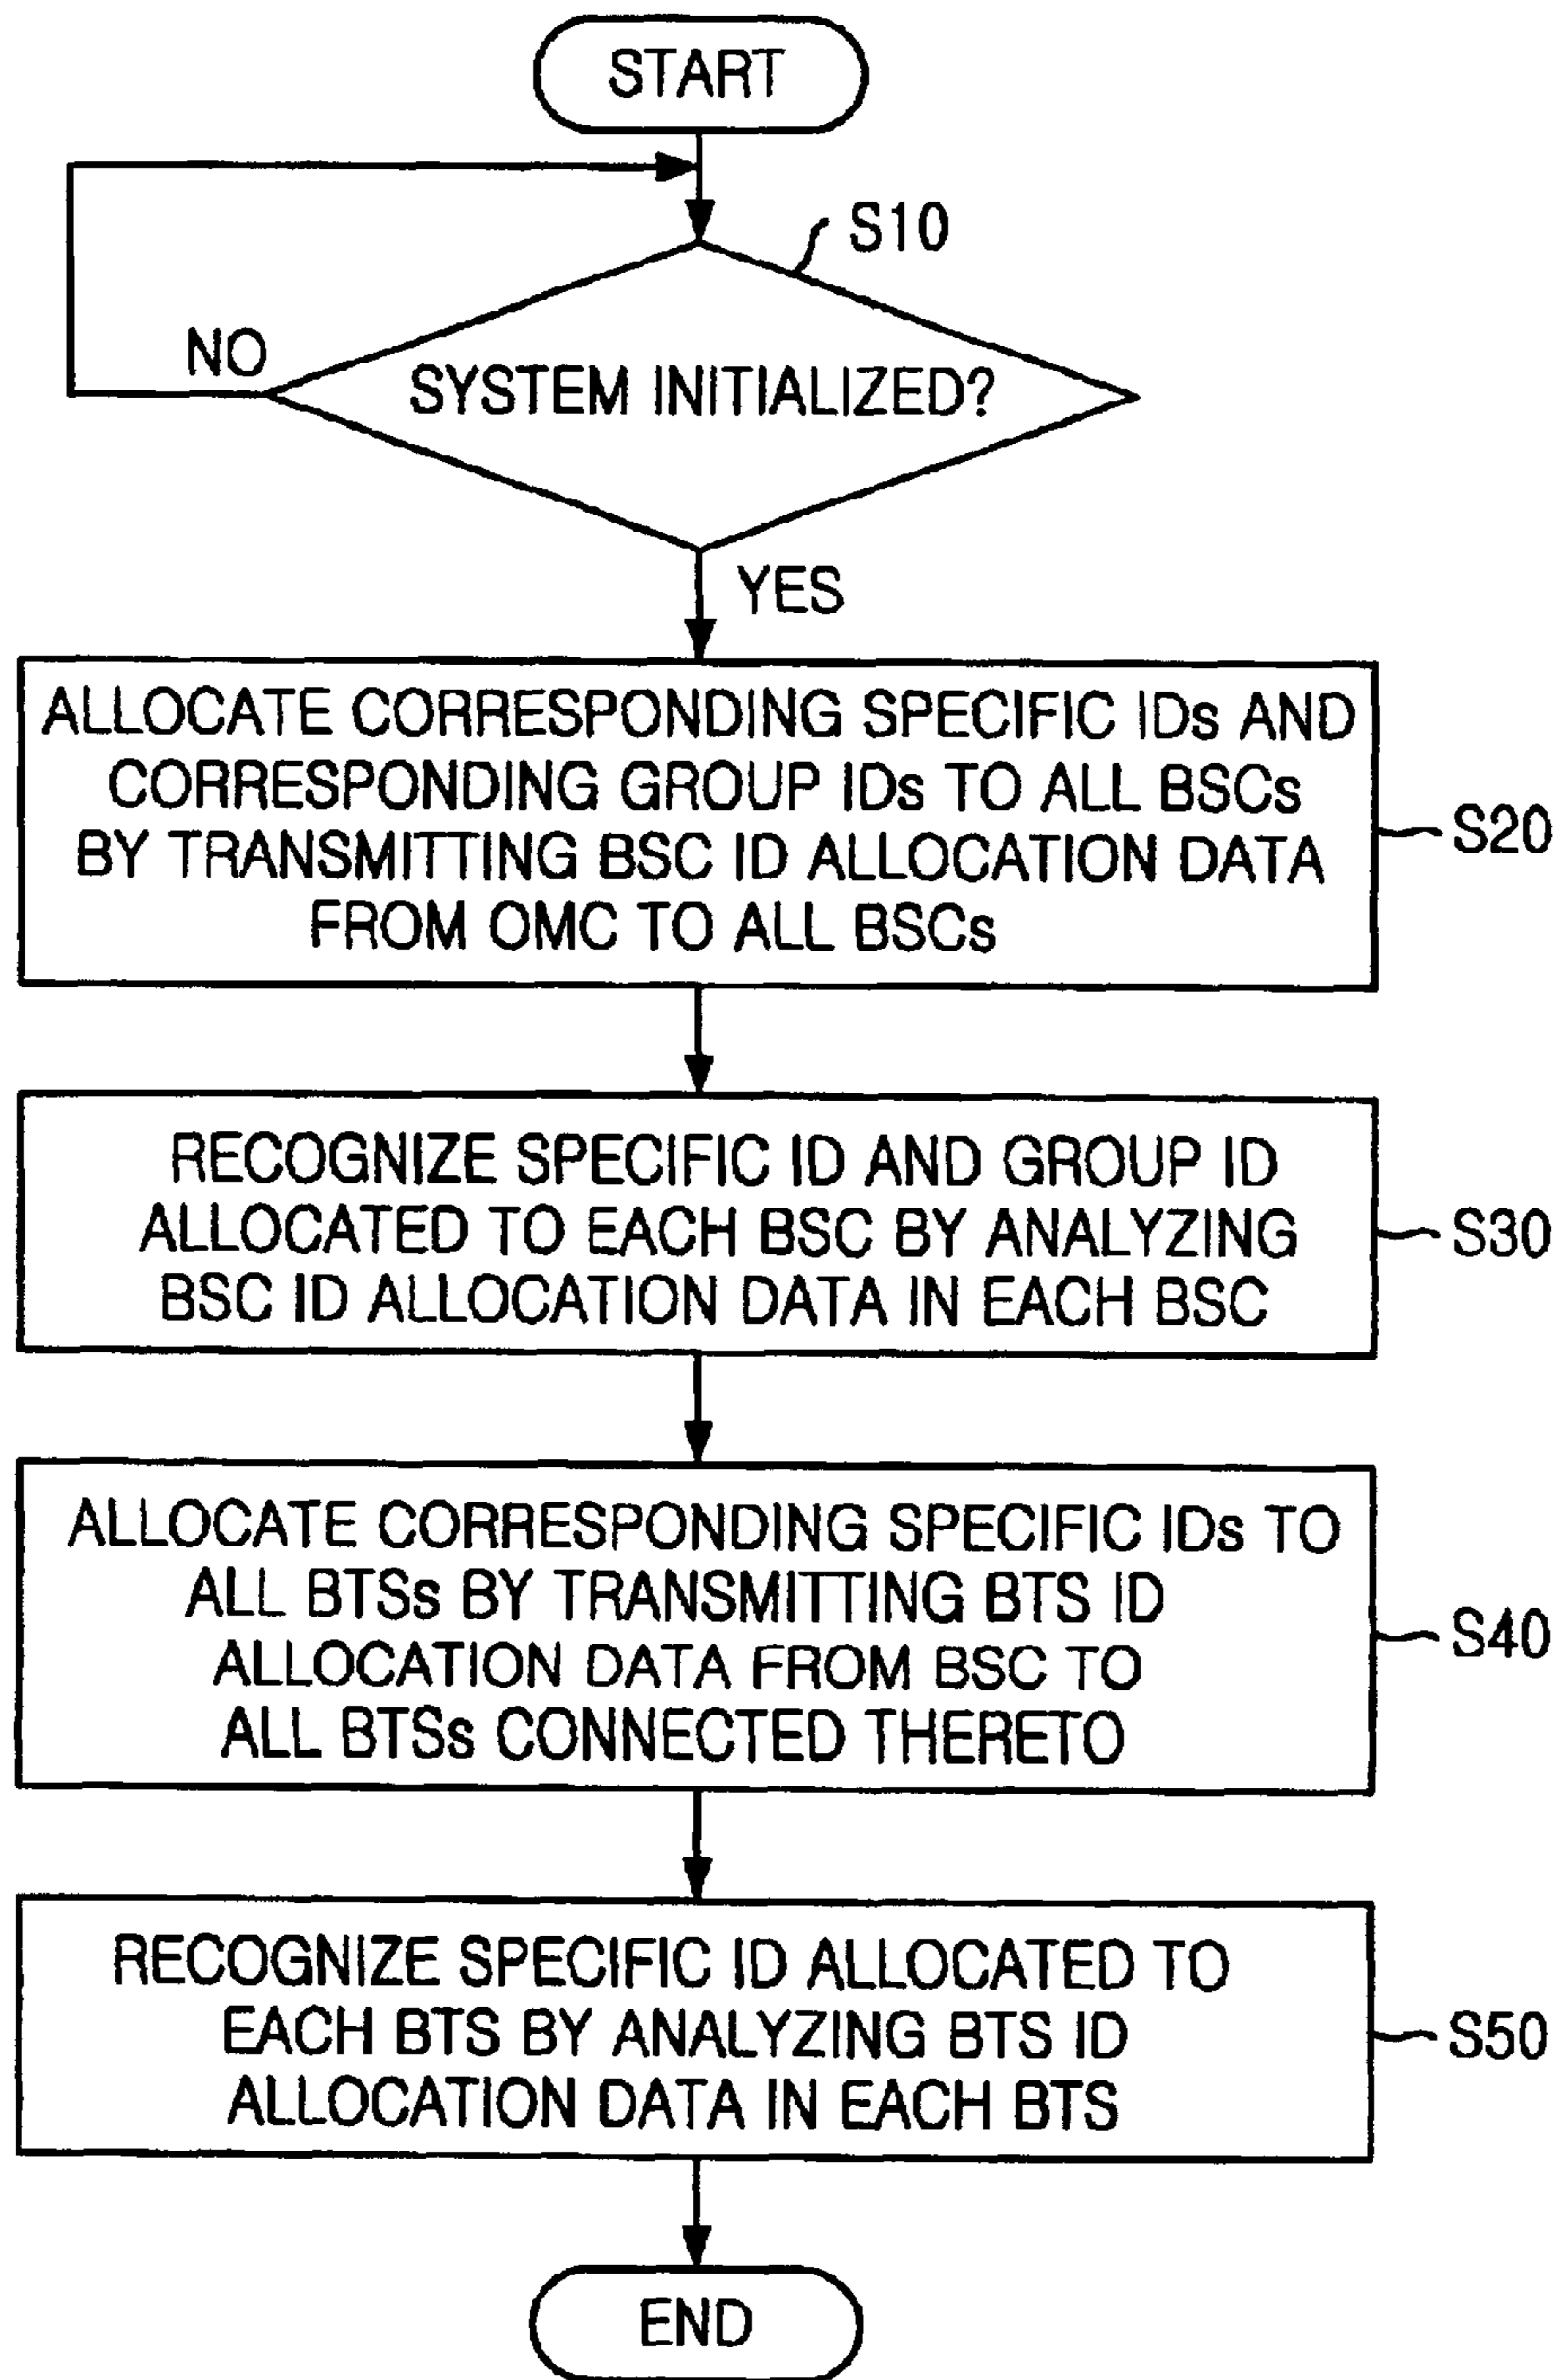 START
S10
NO
SYSTEM INITIALIZED?
YES
ALLOCATE CORRESPONDING SPECIFIC IDs AND
CORRESPONDING GROUP IDs TO ALL BSCs
BY TRANSMITTING BSC ID ALLOCATION DATA
FROM OMC TO ALL BSCs
S20
RECOGNIZE SPECIFIC ID AND GROUP ID
ALLOCATED TO EACH BSC BY ANALYZING
BSC ID ALLOCATION DATA IN EACH BSC
S30
ALLOCATE CORRESPONDING SPECIFIC IDs TO
ALL BTSs BY TRANSMITTING BTS ID
ALLOCATION DATA FROM BSC TO
ALL BTSs CONNECTED THERETO
S40
RECOGNIZE SPECIFIC ID ALLOCATED TO
EACH BTS BY ANALYZING BTS ID
ALLOCATION DATA IN EACH BTS
S50
END